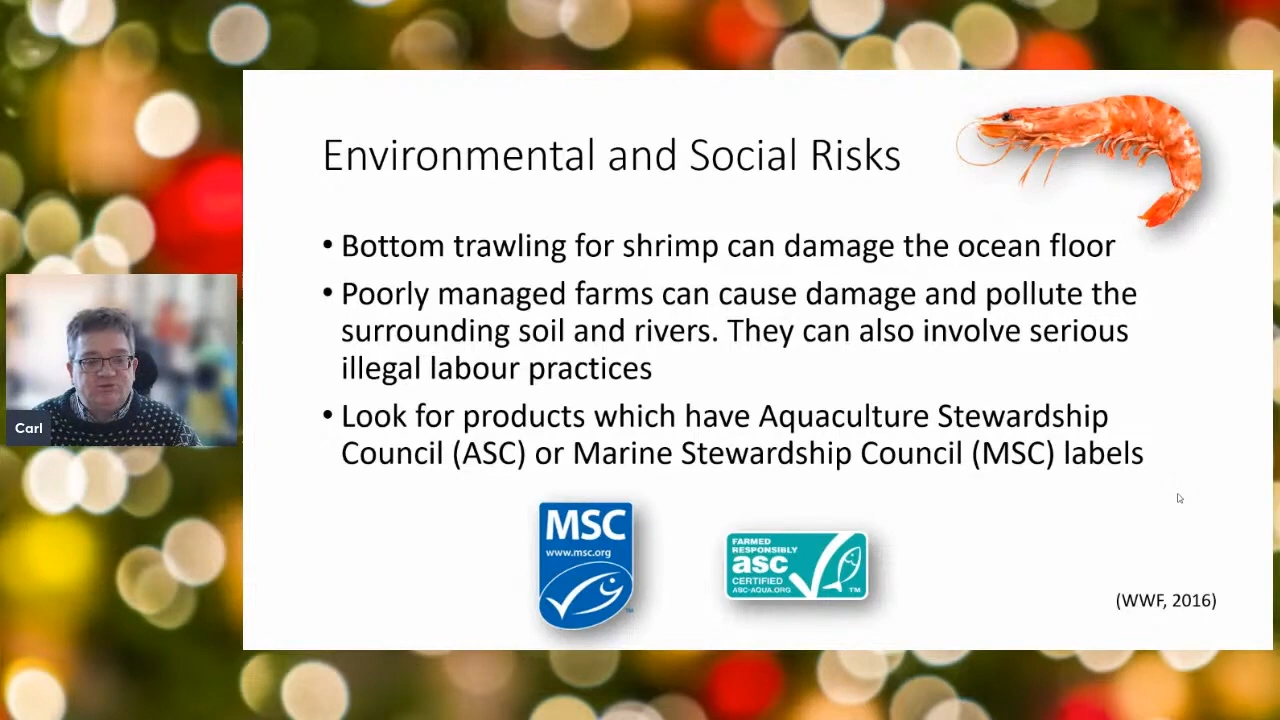 Environmental and Social Risks
• Bottom trawling for shrimp can damage the ocean floor
• Poorly managed farms can cause damage and pollute the
surrounding soil and rivers. They can also involve serious
illegal labour practices
• Look for products which have Aquaculture Stewardship
Council (ASC) or Marine Stewardship Council (MSC) labels
Carl
MSC
www.msc.org
TM
FARMED
RESPONSIBLY
asc
CERTIFIED
ASC-AQUA.ORG
TM
(WWF, 2016)